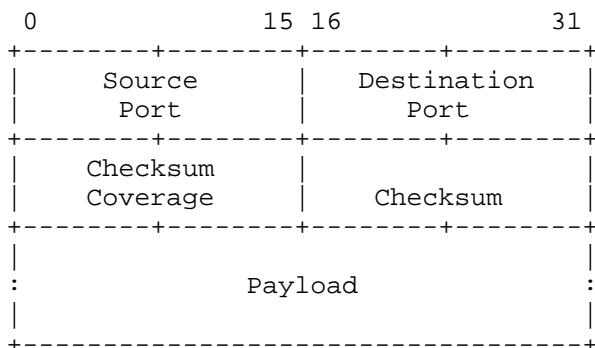 0              15 16             31
+--------+--------+--------+--------+
|     Source      |   Destination   |
|      Port       |      Port       |
+--------+--------+--------+--------+
|    Checksum     |                 |
|    Coverage     |    Checksum     |
+--------+--------+--------+--------+
|                                   |
:              Payload              :
|                                   |
+-----------------------------------+